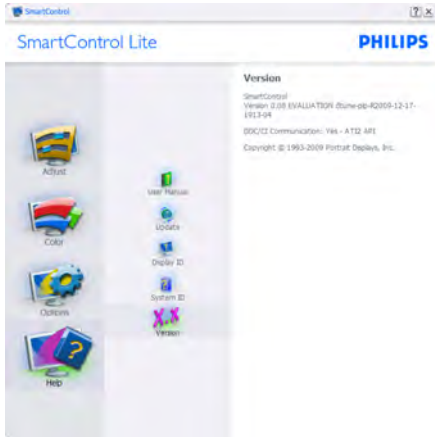 SmartControl
SmartControl Lite
PHILIPS
Adjust
Color
Options
Help
User Manual
Update
Display ID
System ID
X.X
Version
Version
SmartControl
DDC/CI Communication: Yes - ATI2 API
Copyright © 1993-2009 Portrait Displays, Inc.